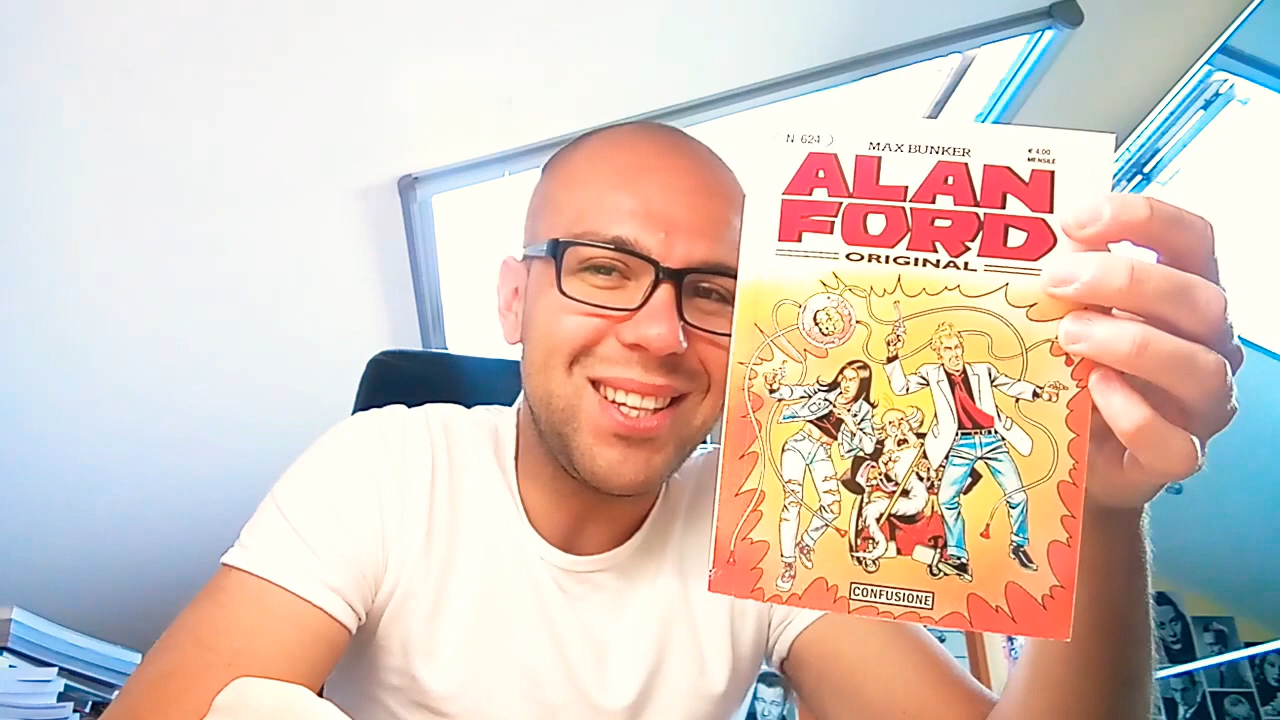 ( N. 624 )
MAX BUNKER
€ 4,00
MENSILE
ALAN
FORD
ORIGINAL
CONFUSIONE